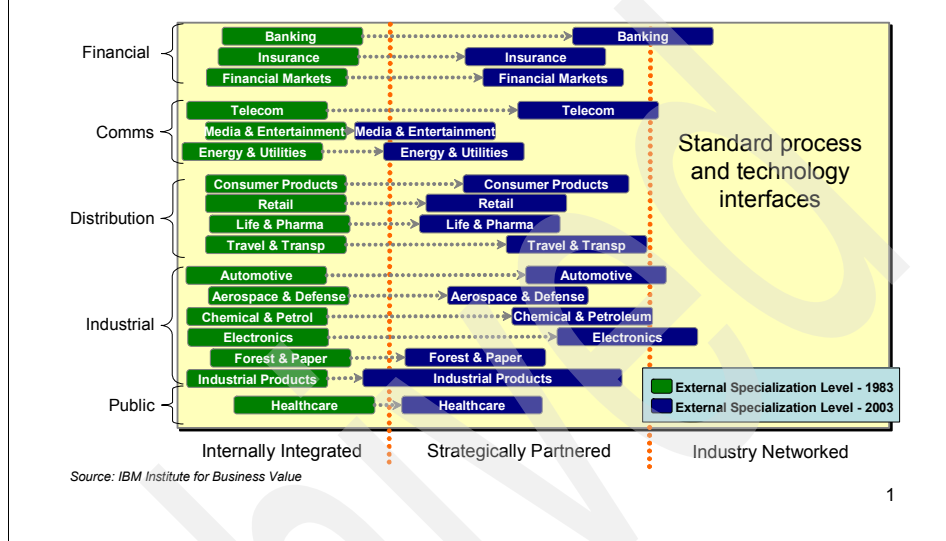 Financial
Banking Banking
Insurance Insurance
Financial Markets Financial Markets
Comms
Telecom Telecom
Media & Entertainment Media & Entertainment
Energy & Utilities Energy & Utilities
Standard process
and technology
interfaces
Distribution
Consumer Products Consumer Products
Retail Retail
Life & Pharma Life & Pharma
Travel & Transp Travel & Transp
Industrial
Automotive Automotive
Aerospace & Defense Aerospace & Defense
Chemical & Petrol Chemical & Petroleum
Electronics Electronics
Forest & Paper Forest & Paper
Industrial Products Industrial Products
Public
Healthcare Healthcare
External Specialization Level - 1983
External Specialization Level - 2003
Internally Integrated Strategically Partnered Industry Networked
Source: IBM Institute for Business Value
1